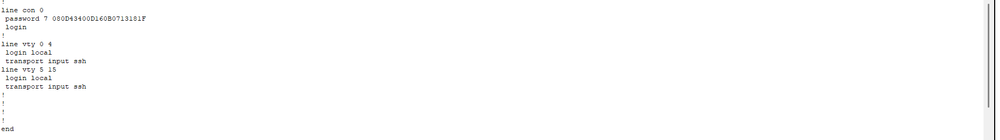 !
line con 0
 password 7 080D43400D160B0713181F
 login
!
line vty 0 4
 login local
 transport input ssh
line vty 5 15
 login local
 transport input ssh
!
!
!
!
end